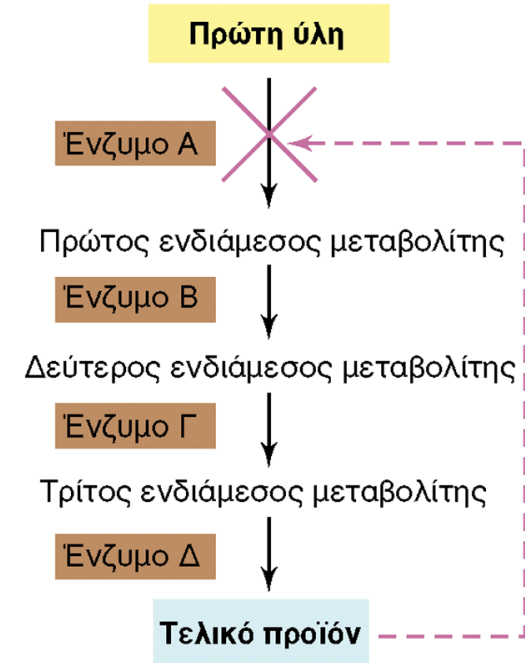 Πρώτη ύλη
Ένζυμο Α
Πρώτος ενδιάμεσος μεταβολίτης
Ένζυμο Β
Δεύτερος ενδιάμεσος μεταβολίτης
Ένζυμο Γ
Τρίτος ενδιάμεσος μεταβολίτης
Ένζυμο Δ
Τελικό προϊόν